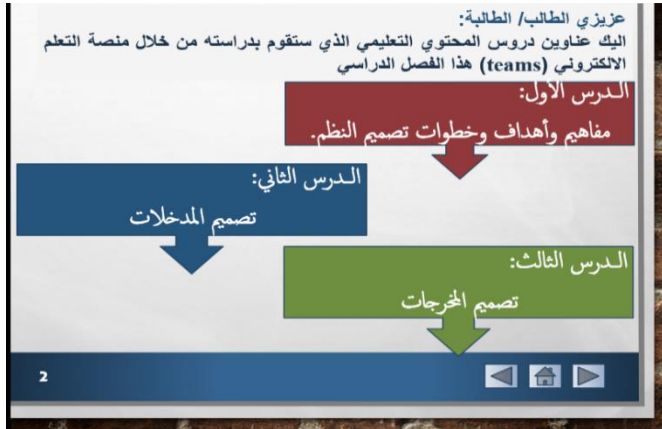 عزيزي الطالب/ الطالبة:
اليك عناوين دروس المحتوي التعليمي الذي ستقوم بدراسته من خلال منصة التعلم
الالكتروني (teams) هذا الفصل الدراسي
الـدرس الأول:
مفاهيم وأهداف وخطوات تصميم النظم.
الـدرس الثاني:
تصميم المدخلات
الـدرس الثالث:
تصميم المخرجات
2